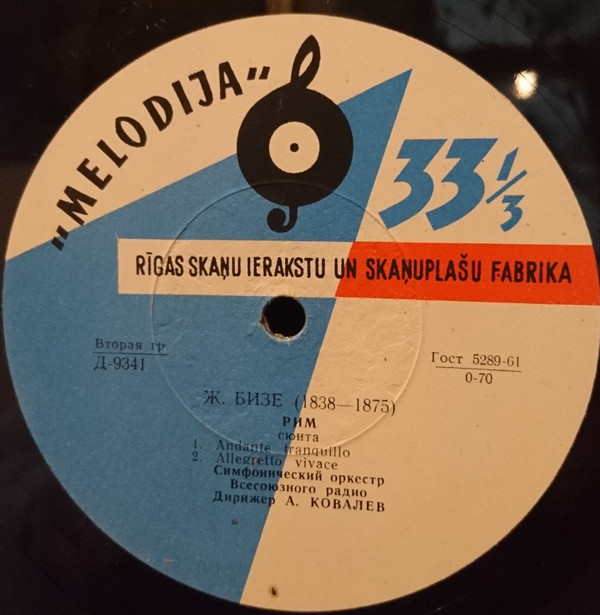 „MELODIJA”
33 1/3
RĪGAS SKAŅU IERAKSTU UN SKAŅUPLAŠU FABRIKA
Вторая гр.
Д-9341
Гост 5289-61
0-70
Ж. БИЗЕ (1838—1875)
РИМ
сюита
1. Andante tranquillo
2. Allegretto vivace
Симфонический оркестр
Всесоюзного радио
Дирижер А. КОВАЛЕВ